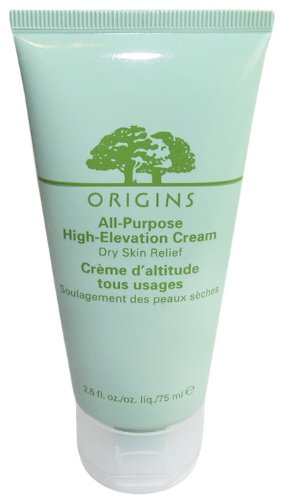 ORIGINS
All-Purpose
High-Elevation Cream
Dry Skin Relief
Crème d'altitude
tous usages
Soulagement des peaux sèches
2.5 fl. oz./oz. liq./75 ml ℮